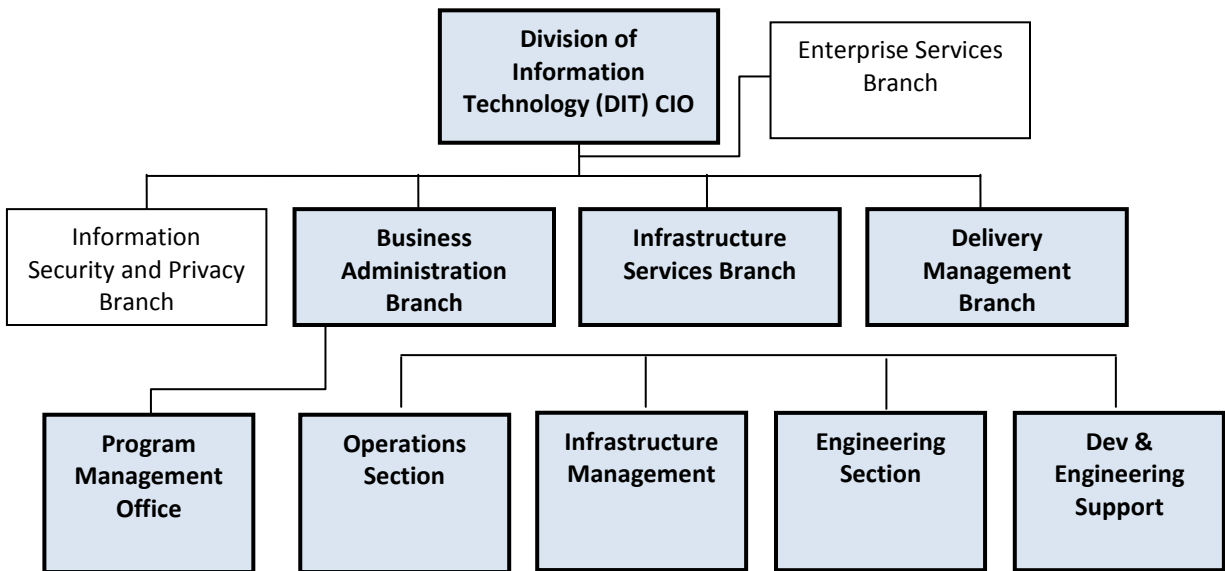 Division of
Information
Technology (DIT) CIO
Enterprise Services
Branch
Information
Security and Privacy
Branch
Business
Administration
Branch
Infrastructure
Services Branch
Delivery
Management
Branch
Program
Management
Office
Operations
Section
Infrastructure
Management
Engineering
Section
Dev &
Engineering
Support